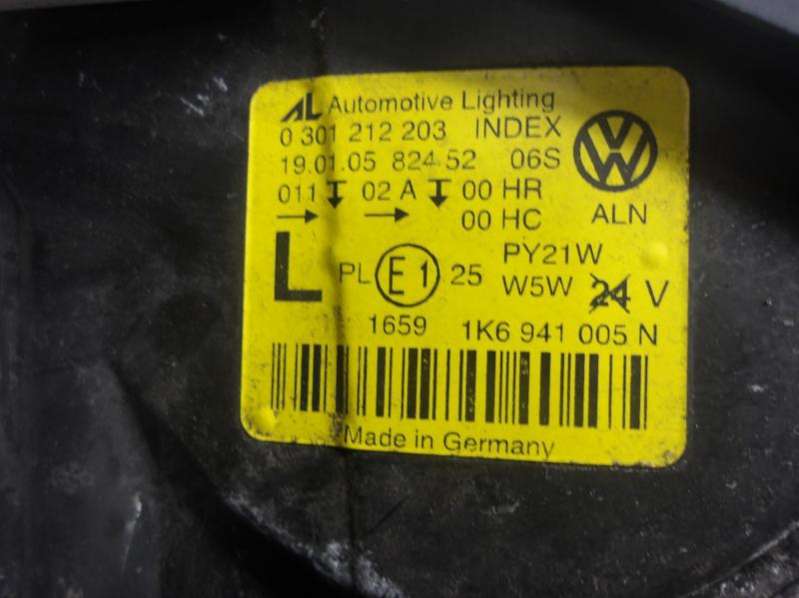 AL Automotive Lighting
0 301 212 203 INDEX
19.01.05 824 52 06S
011 02 A 00 HR
00 HC
ALN
PY21W
L PL E1 25 W5W 24 V
1659 1K6 941 005 N
Made in Germany